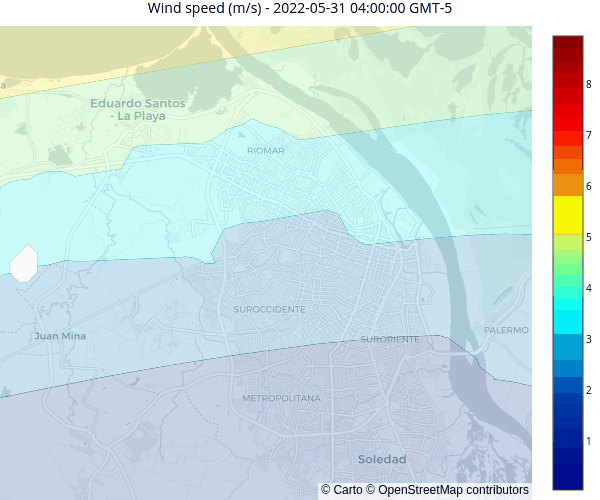 Wind speed (m/s) - 2022-05-31 04:00:00 GMT-5
a
Eduardo Santos
- La Playa
RIOMAR
SUROCCIDENTE
Juan Mina
SURORIENTE
PALERMO
METROPOLITANA
Soledad
© Carto © OpenStreetMap contributors
8
7
6
5
4
3
2
1